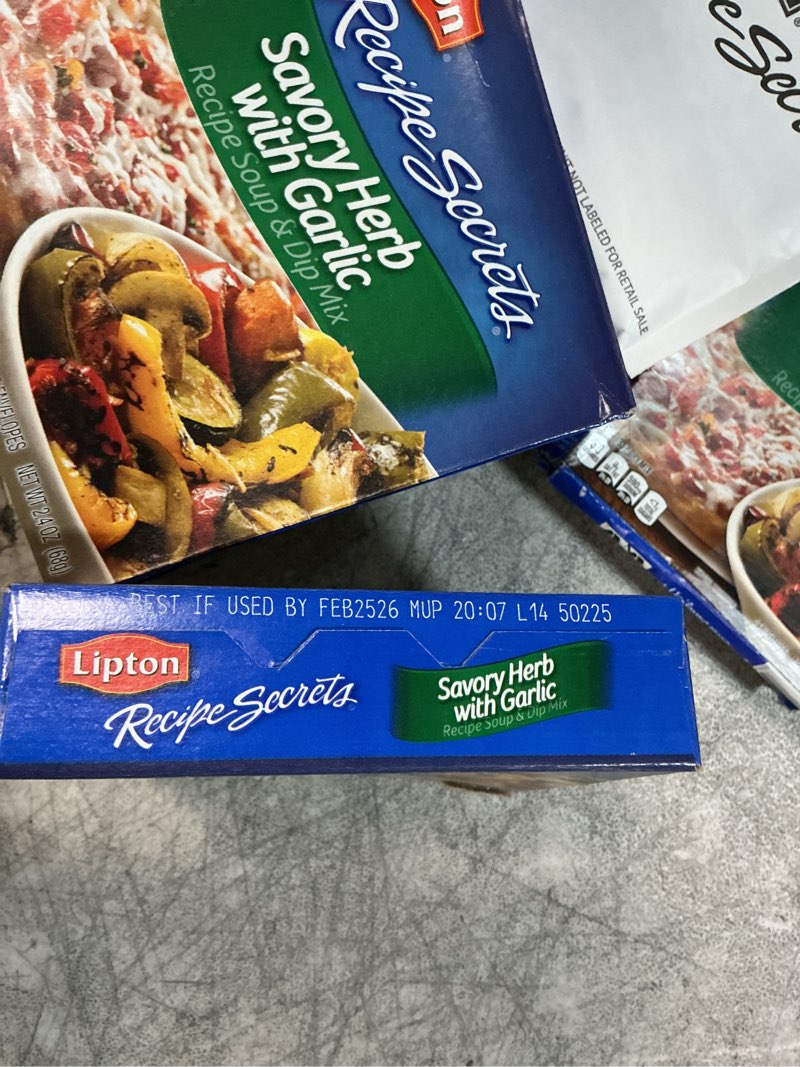 on
Recipe Secrets®
Savory Herb
with Garlic
Recipe Soup & Dip Mix
NET WT 2.4 OZ (68g)
NOT LABELED FOR RETAIL SALE
BEST IF USED BY FEB2526 MUP 20:07 L14 50225
Lipton®
Recipe Secrets®
Savory Herb
with Garlic
Recipe Soup & Dip Mix